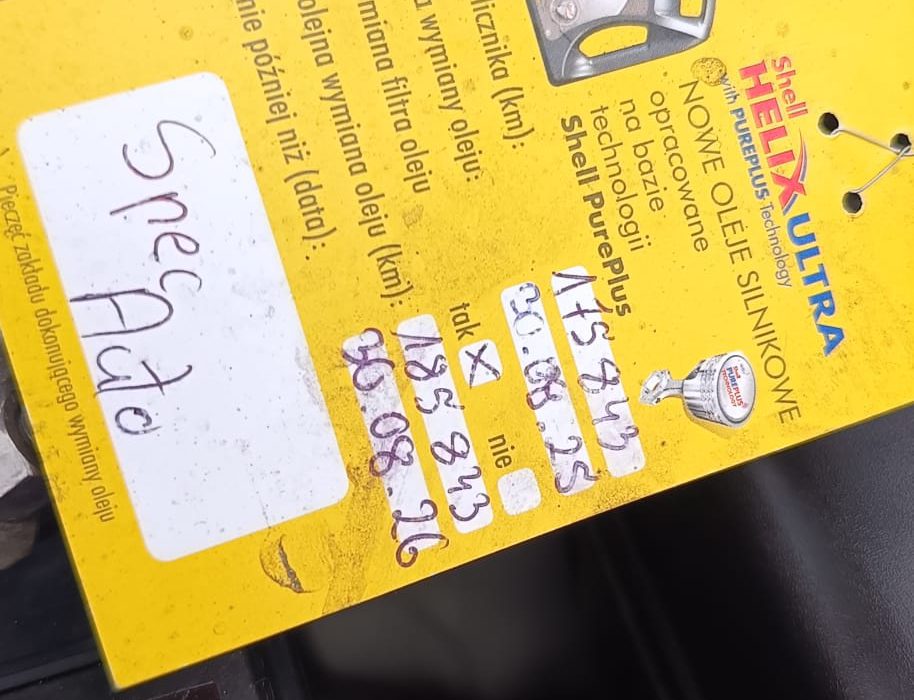 Shell
HELIX ULTRA
with PUREPLUS Technology
NOWE OLEJE SILNIKOWE
opracowane
na bazie
technologii
Shell PurePlus
licznika (km):
175 843
a wymiany oleju:
30.08.25
miana filtra oleju
tak X nie
olejna wymiana oleju (km):
185 843
nie później niż (data):
30.08.26
Spec
Auto
Pieczęć zakładu dokonującego wymiany oleju